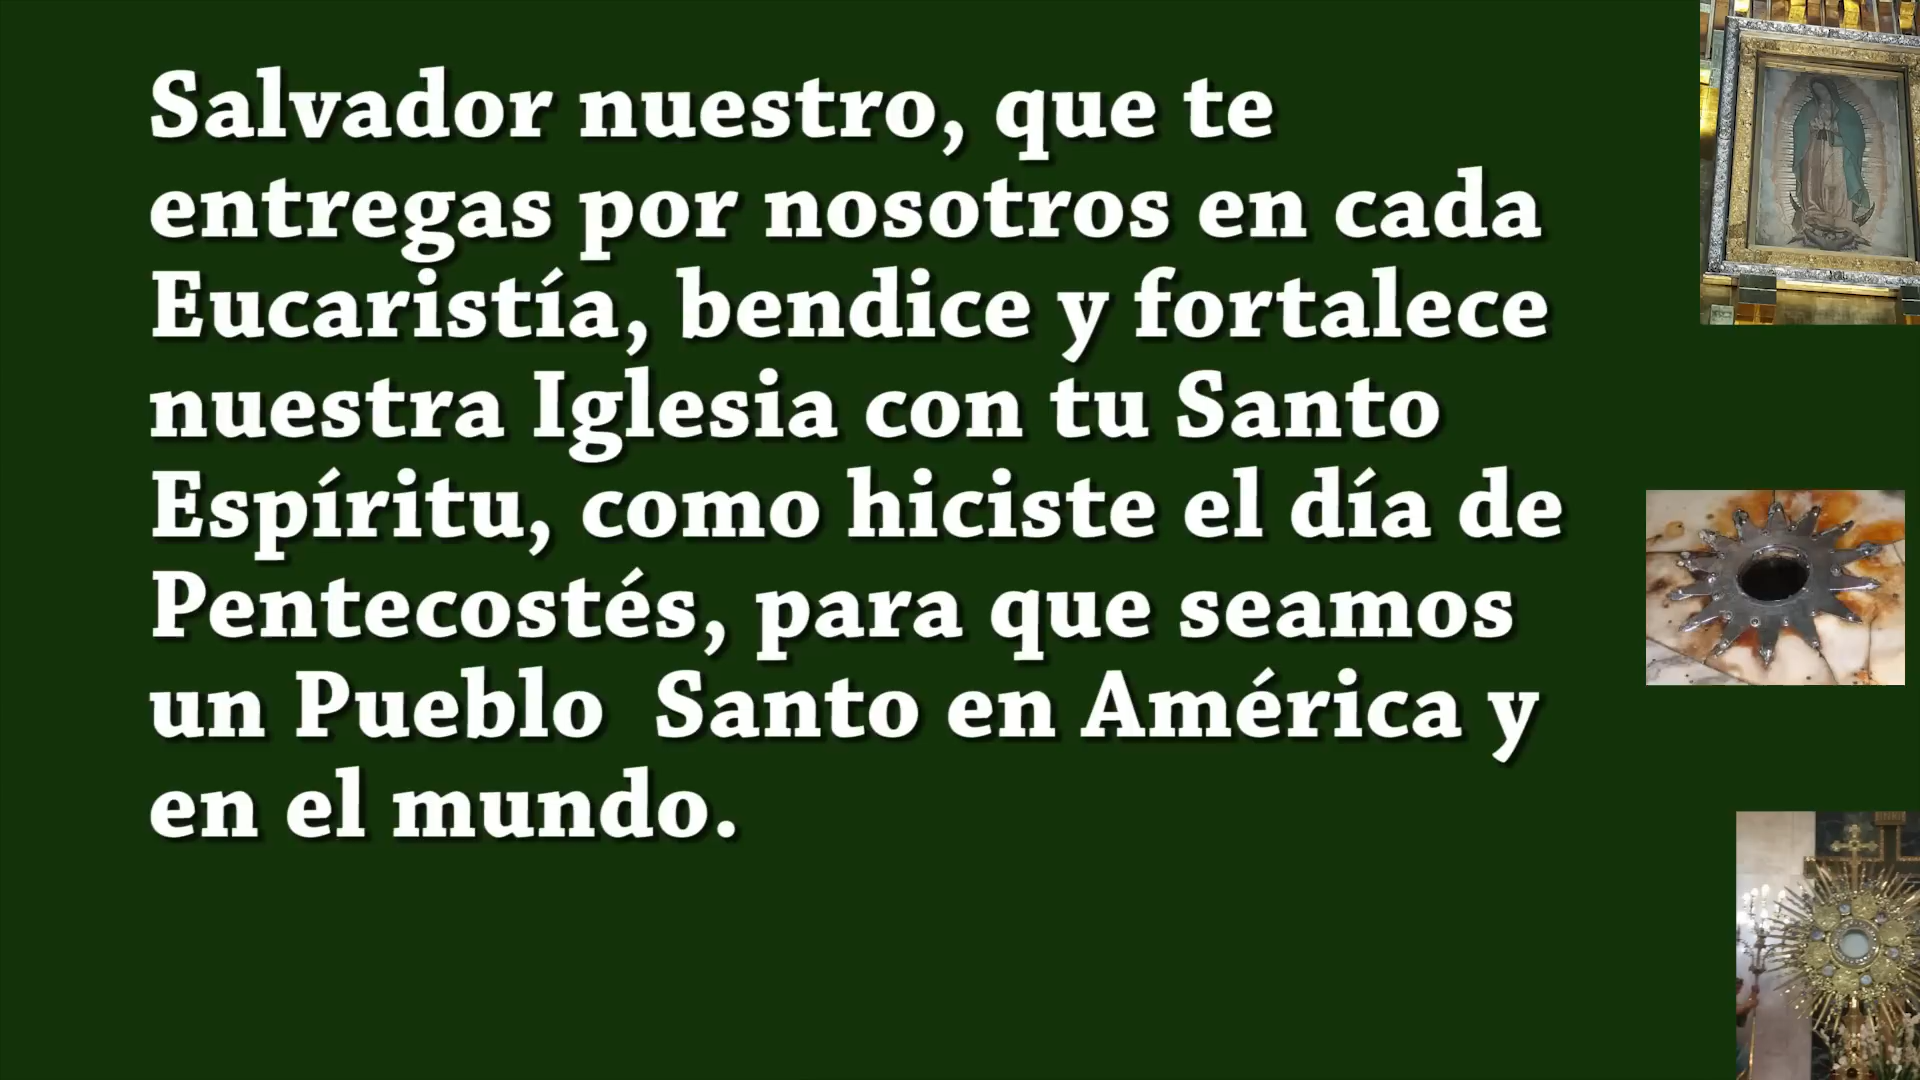 Salvador nuestro, que te
entregas por nosotros en cada
Eucaristía, bendice y fortalece
nuestra Iglesia con tu Santo
Espíritu, como hiciste el día de
Pentecostés, para que seamos
un Pueblo  Santo en América y
en el mundo.